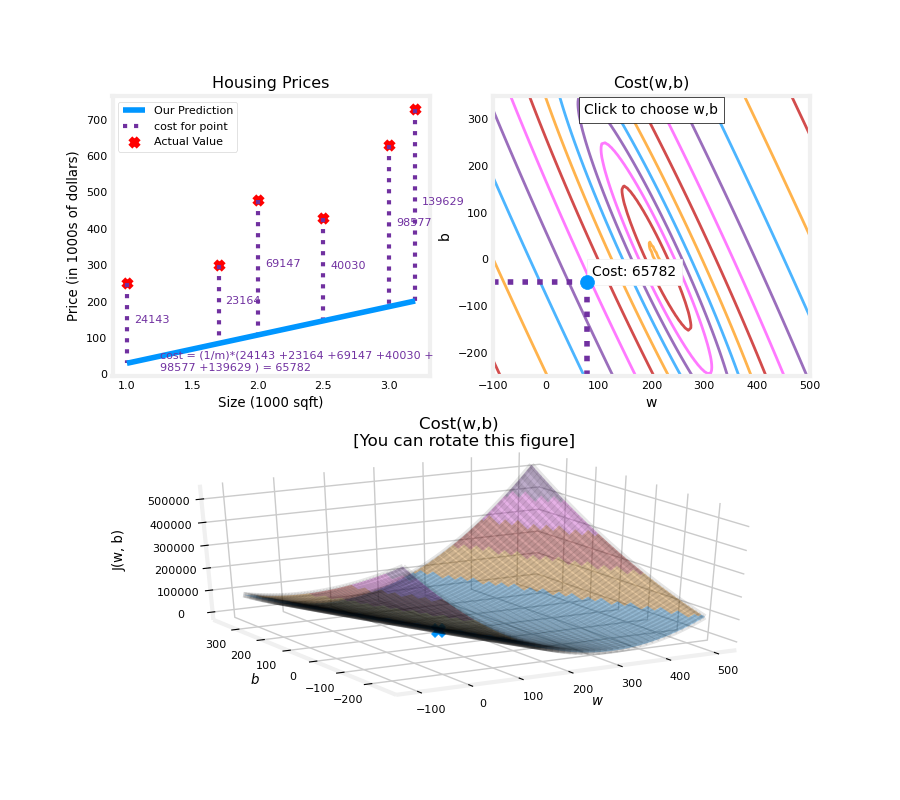 Housing Prices
Our Prediction
cost for point
Actual Value
Price (in 1000s of dollars)
700
600
500
400
300
200
100
0
24143
23164
69147
40030
98577
139629
cost = (1/m)*(24143 +23164 +69147 +40030 +
98577 +139629 ) = 65782
1.0 1.5 2.0 2.5 3.0
Size (1000 sqft)
Cost(w,b)
Click to choose w,b
b
300
200
100
0
−100
−200
Cost: 65782
−100 0 100 200 300 400 500
w
Cost(w,b)
[You can rotate this figure]
J(w, b)
500000
400000
300000
200000
100000
0
300
200
100
0
−100
−200
b
−100 0 100 200 300 400 500
w